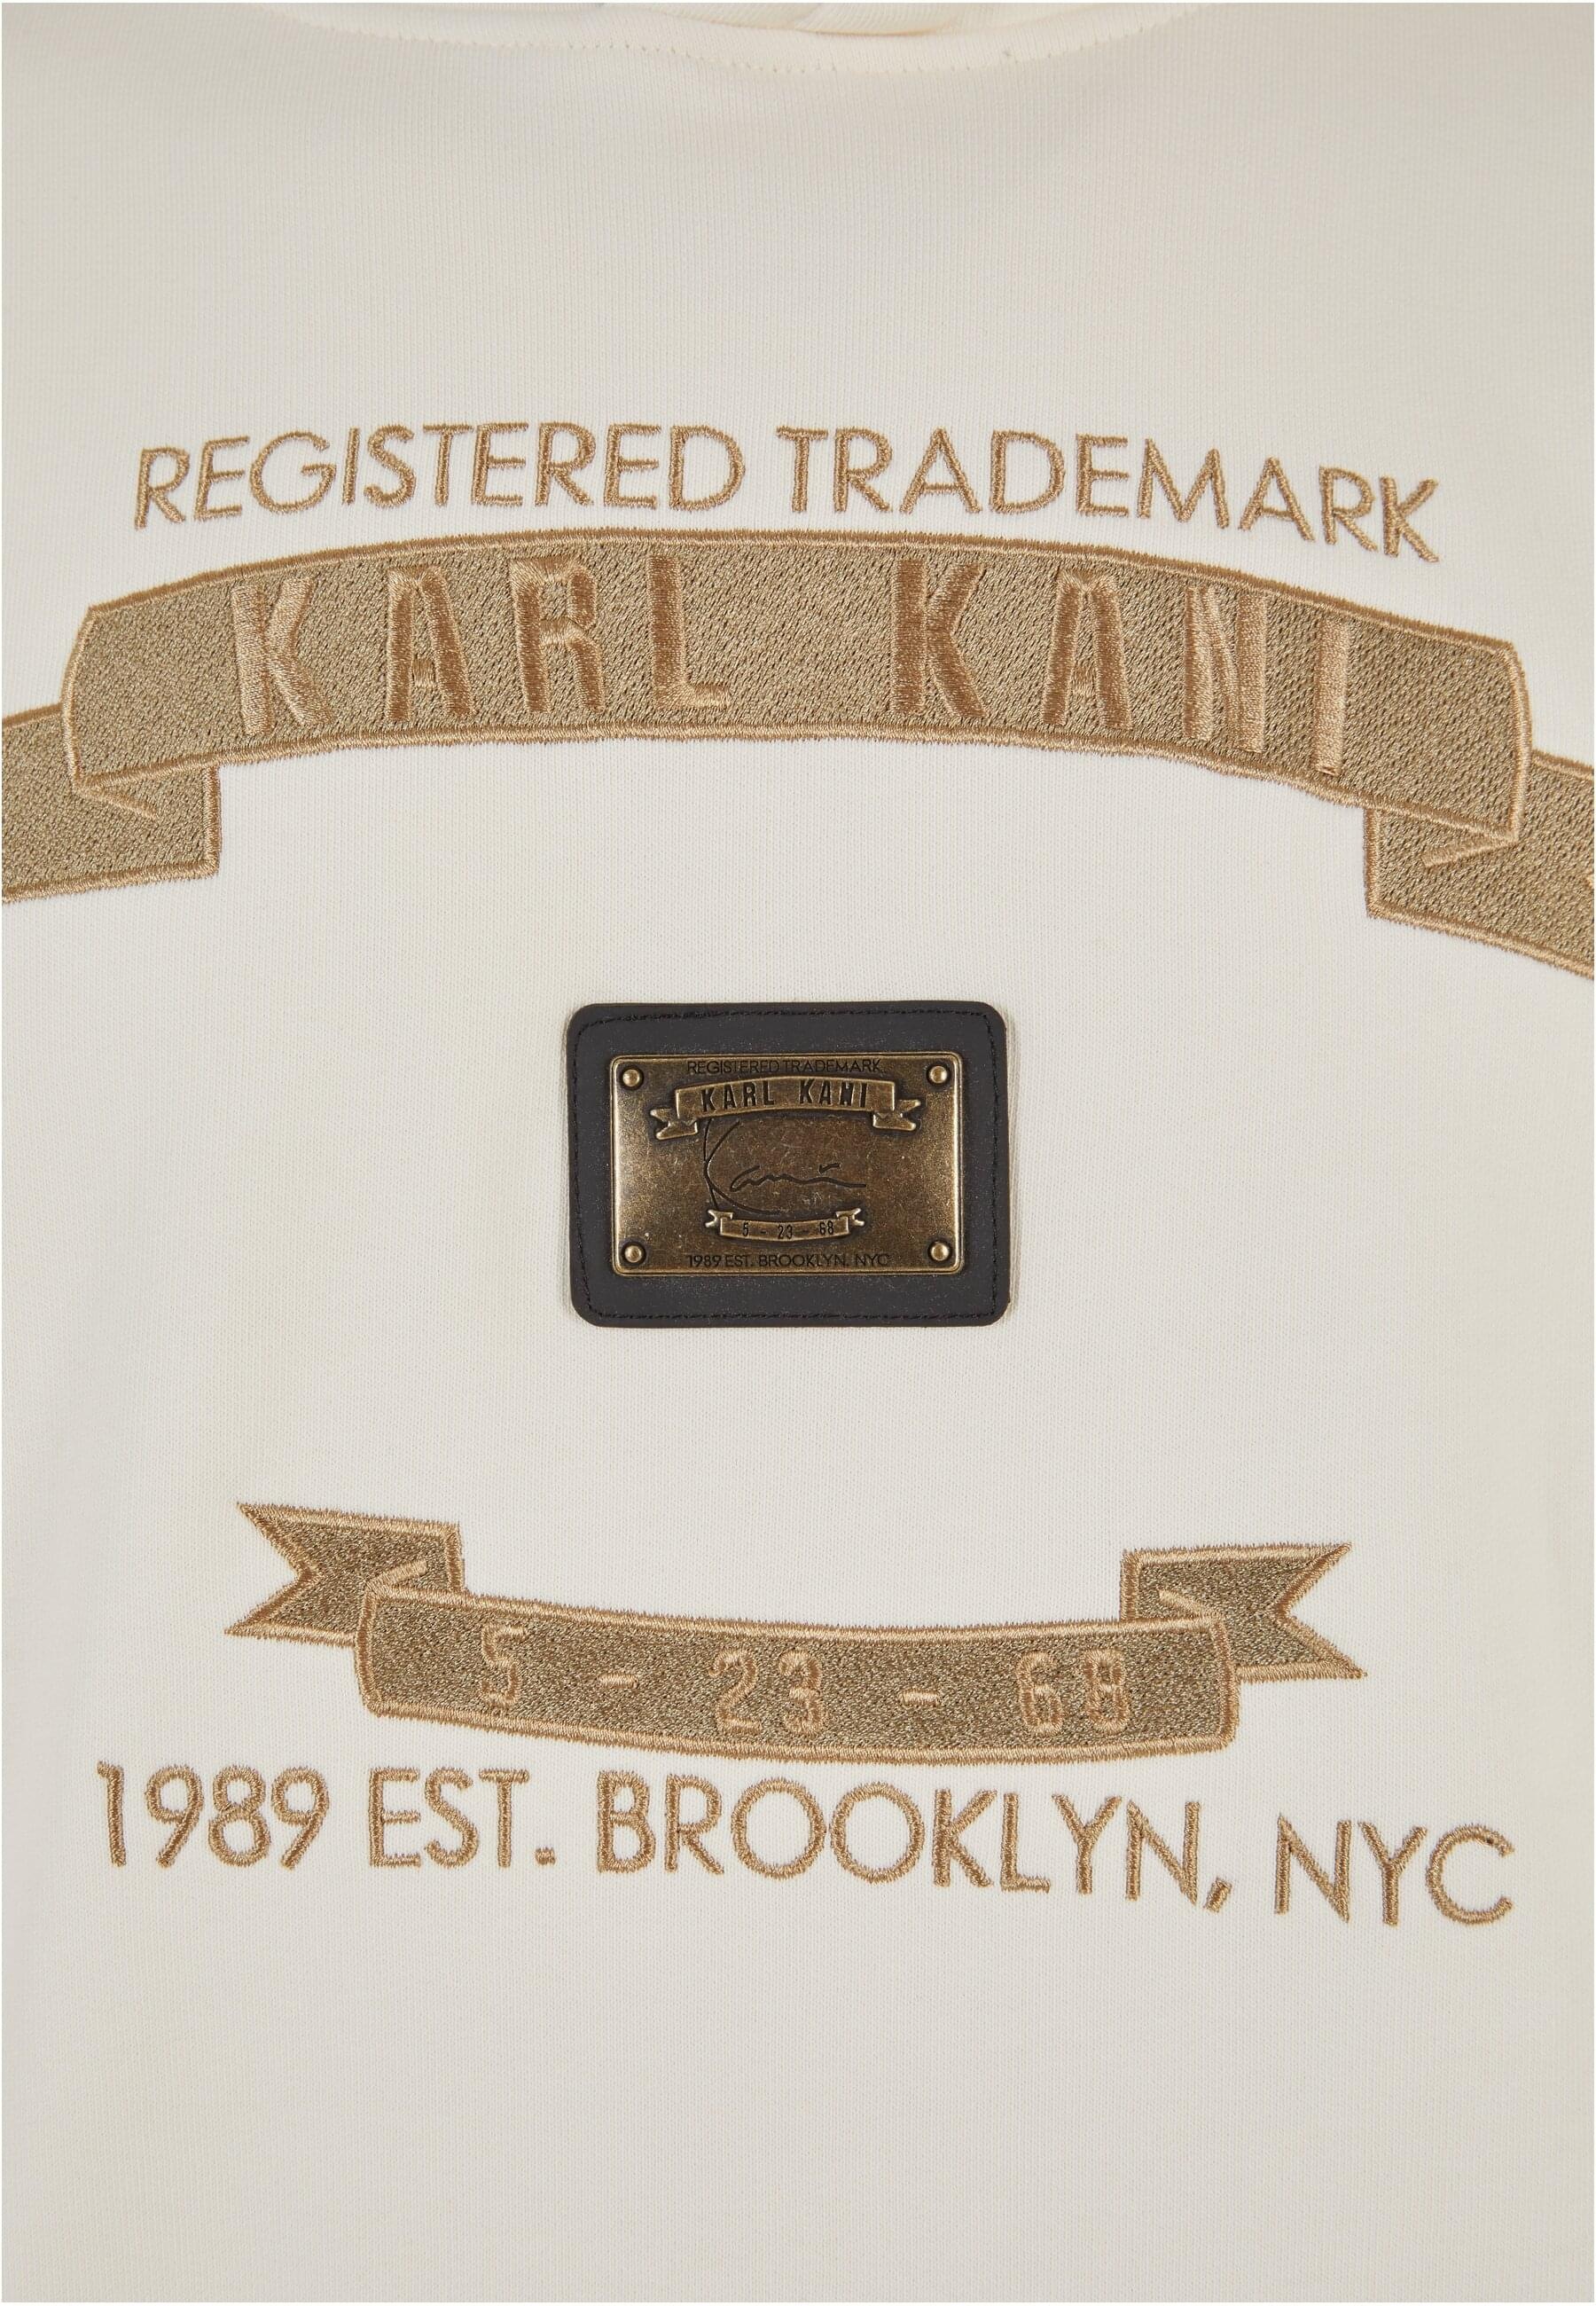 REGISTERED TRADEMARK
KARL KANI
REGISTERED TRADEMARK
KARL KANI
Kani
5 - 23 - 68
1989 EST. BROOKLYN, NYC
5 - 23 - 68
1989 EST. BROOKLYN, NYC